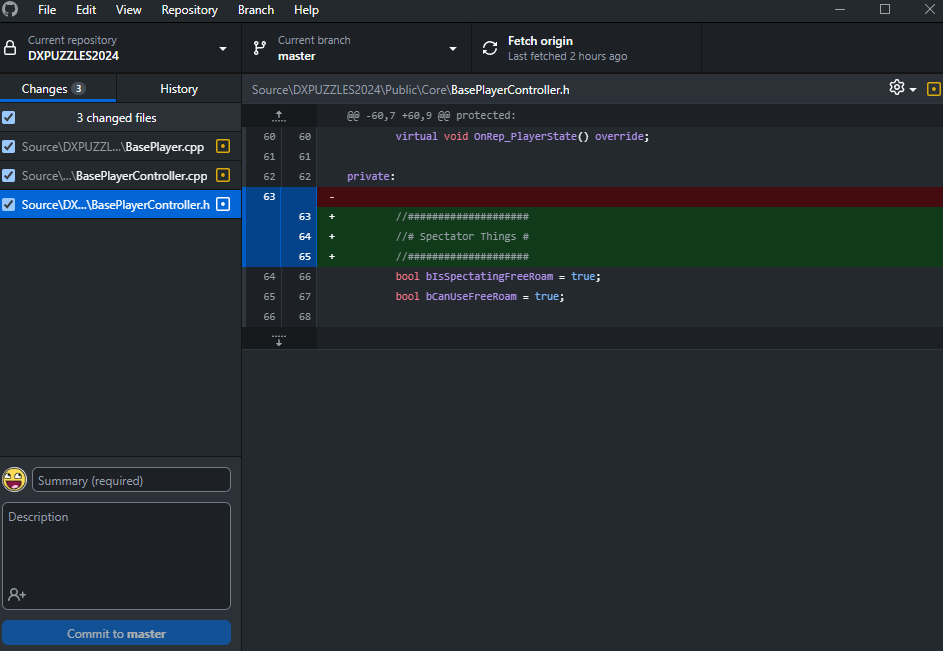 File Edit View Repository Branch Help
Current repository
DXPUZZLES2024
Current branch
master
Fetch origin
Last fetched 2 hours ago
Changes 3
History
3 changed files
Source\DXPUZZL...\BasePlayer.cpp
Source\...\BasePlayerController.cpp
Source\DX...\BasePlayerController.h
Summary (required)
Description
Commit to master
Source\DXPUZZLES2024\Public\Core\BasePlayerController.h
@@ -60,7 +60,9 @@ protected:
60 60 virtual void OnRep_PlayerState() override;
61 61
62 62 private:
63 -
63 + //####################
64 + //# Spectator Things #
65 + //####################
64 66 bool bIsSpectatingFreeRoam = true;
65 67 bool bCanUseFreeRoam = true;
66 68